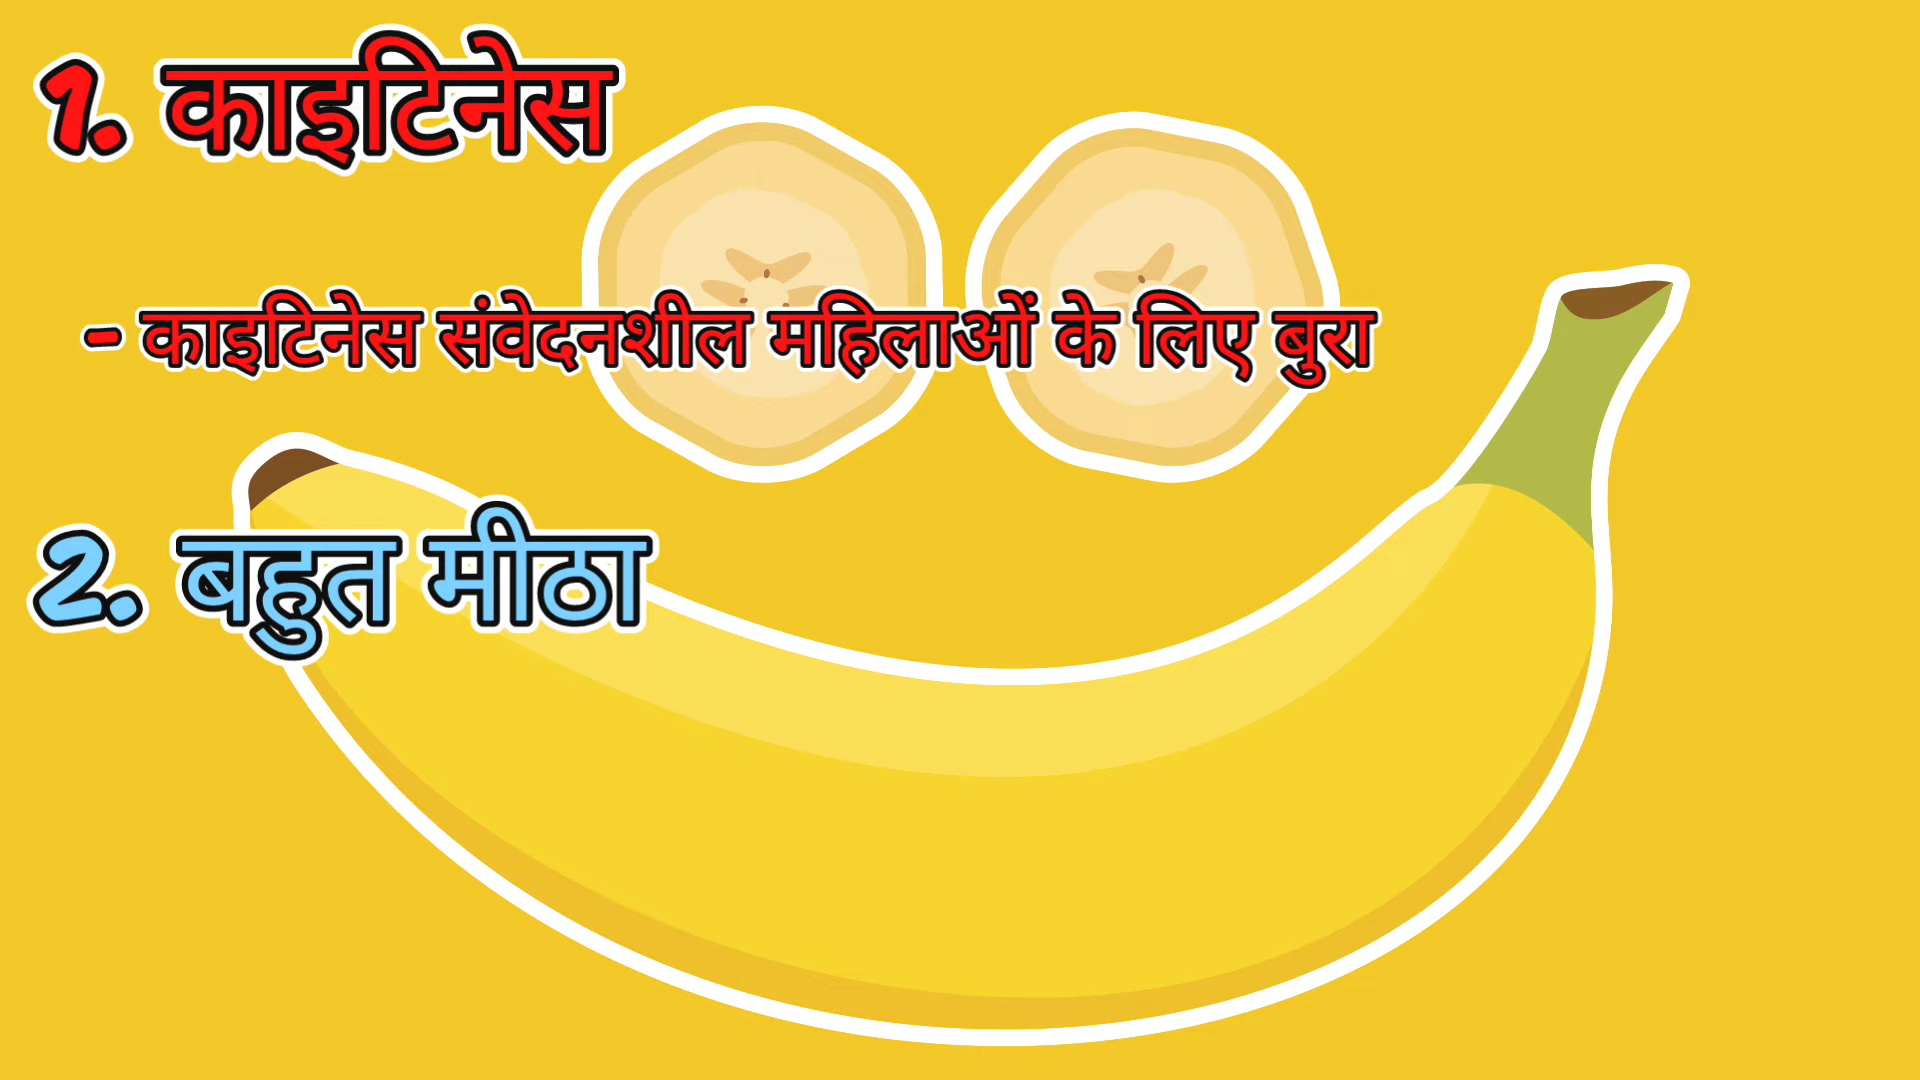 1. काइटिनेस
- काइटिनेस संवेदनशील महिलाओं के लिए बुरा
2. बहुत मीठा